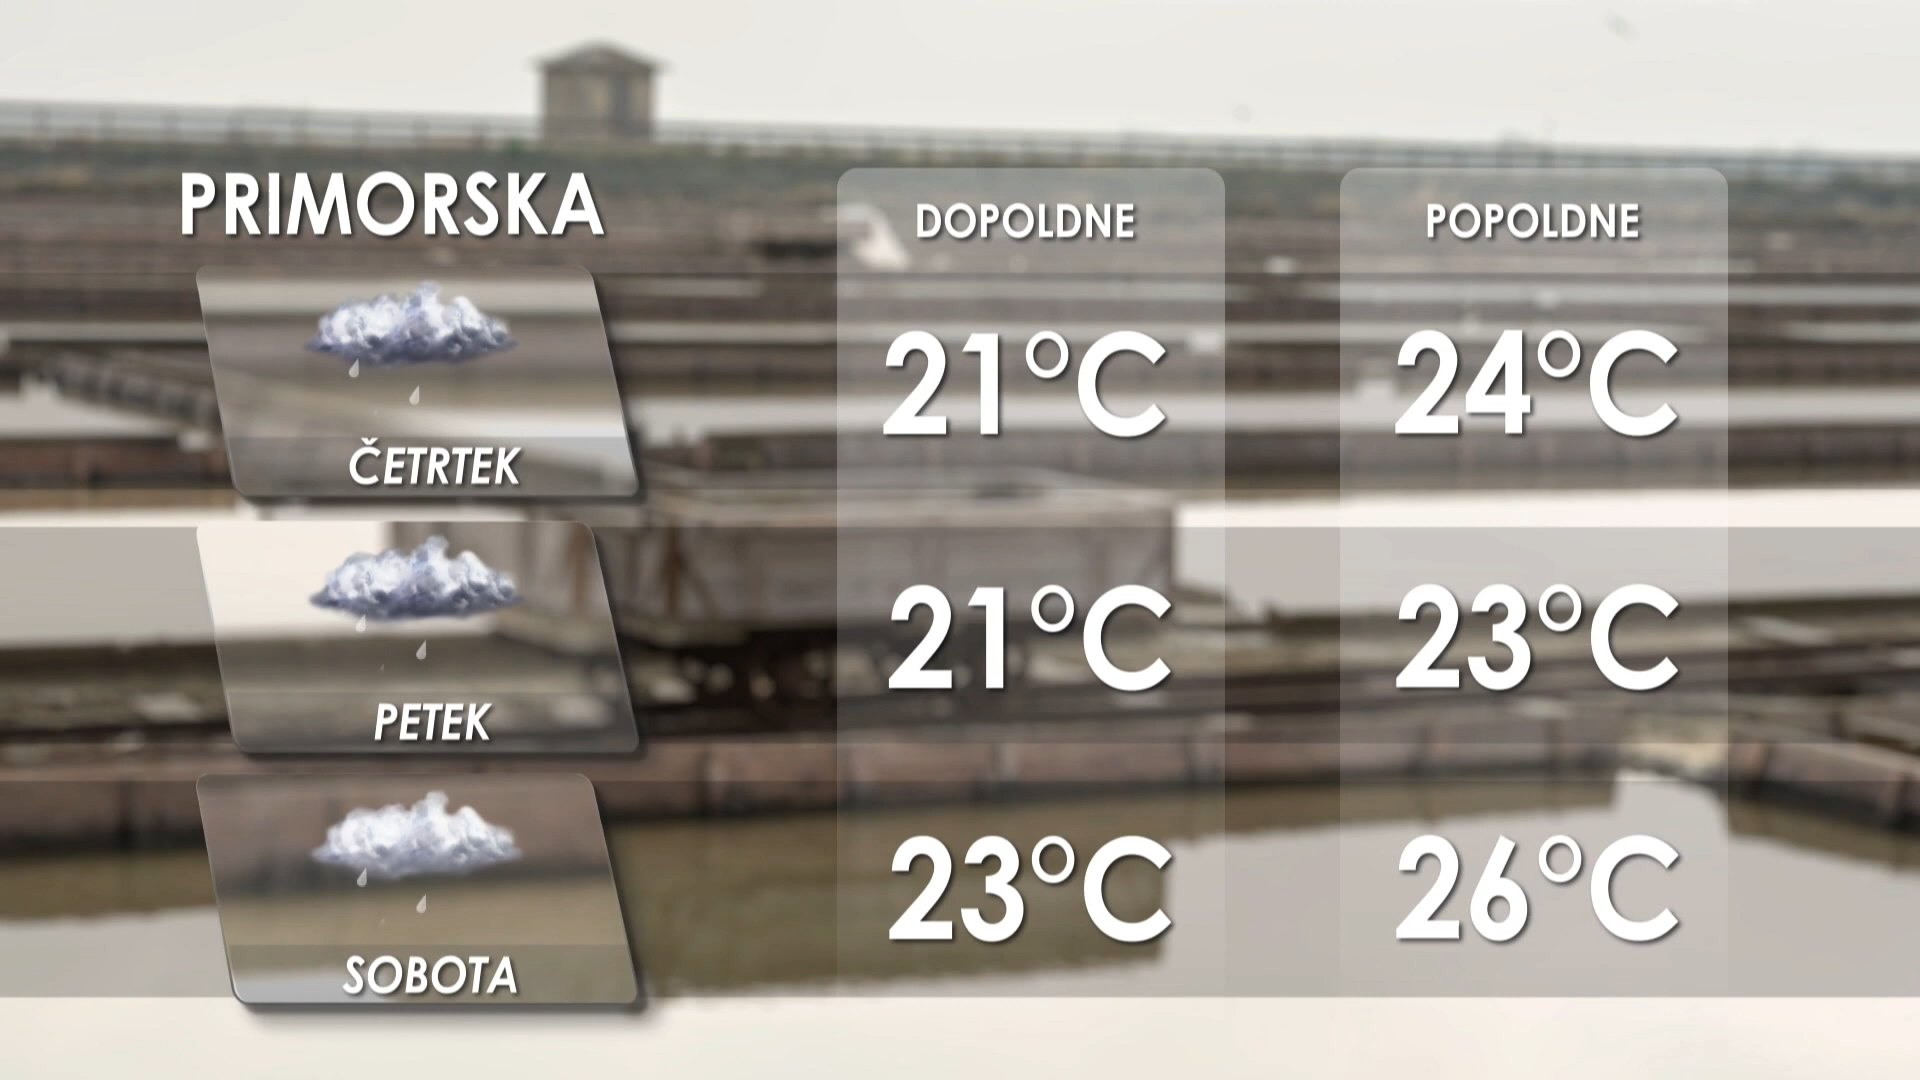 PRIMORSKA
DOPOLDNE
POPOLDNE
ČETRTEK
21°C
24°C
PETEK
21°C
23°C
SOBOTA
23°C
26°C